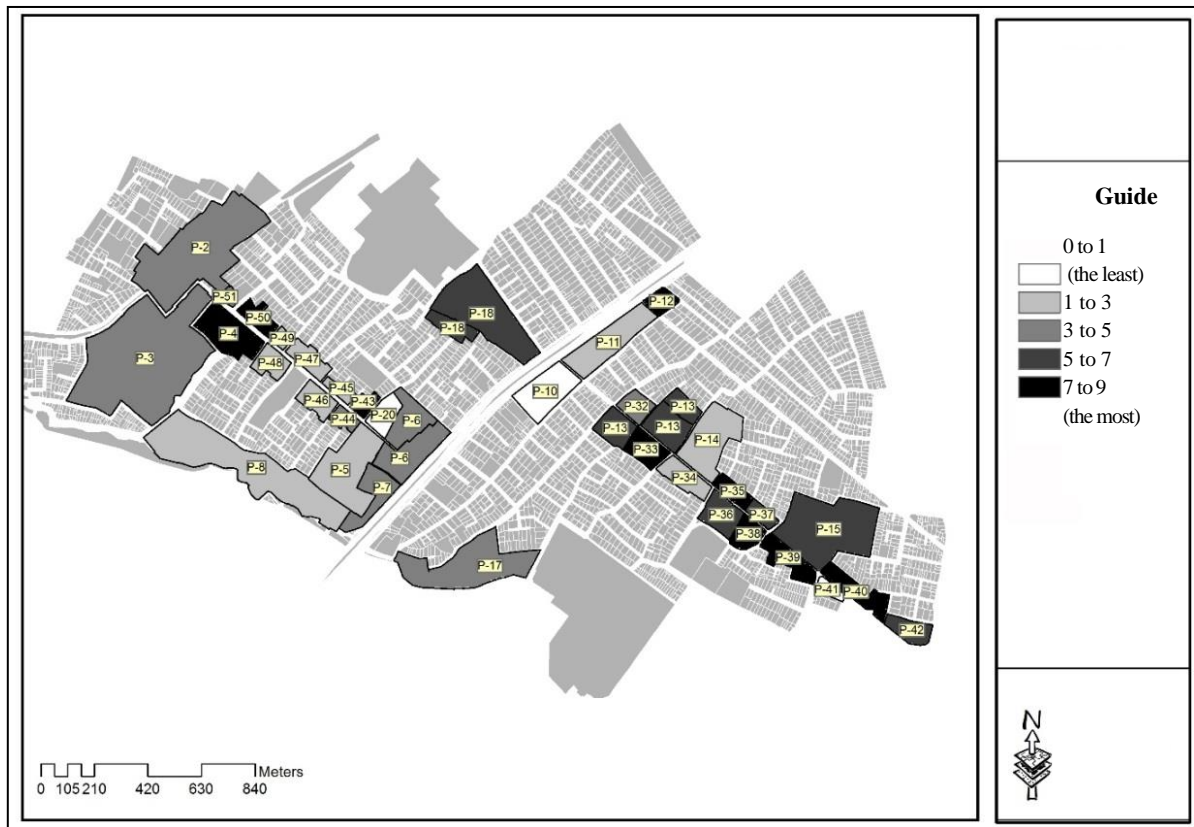 P-2
P-51
P-50
P-4
P-3
P-49
P-48
P-47
P-45
P-46
P-43
P-44
P-20
P-6
P-6
P-5
P-7
P-8
P-18
P-18
P-12
P-11
P-10
P-32
P-13
P-13
P-13
P-33
P-14
P-34
P-35
P-36
P-37
P-38
P-15
P-39
P-41
P-40
P-42
P-17
Meters
0 105 210 420 630 840
Guide
0 to 1
(the least)
1 to 3
3 to 5
5 to 7
7 to 9
(the most)
N